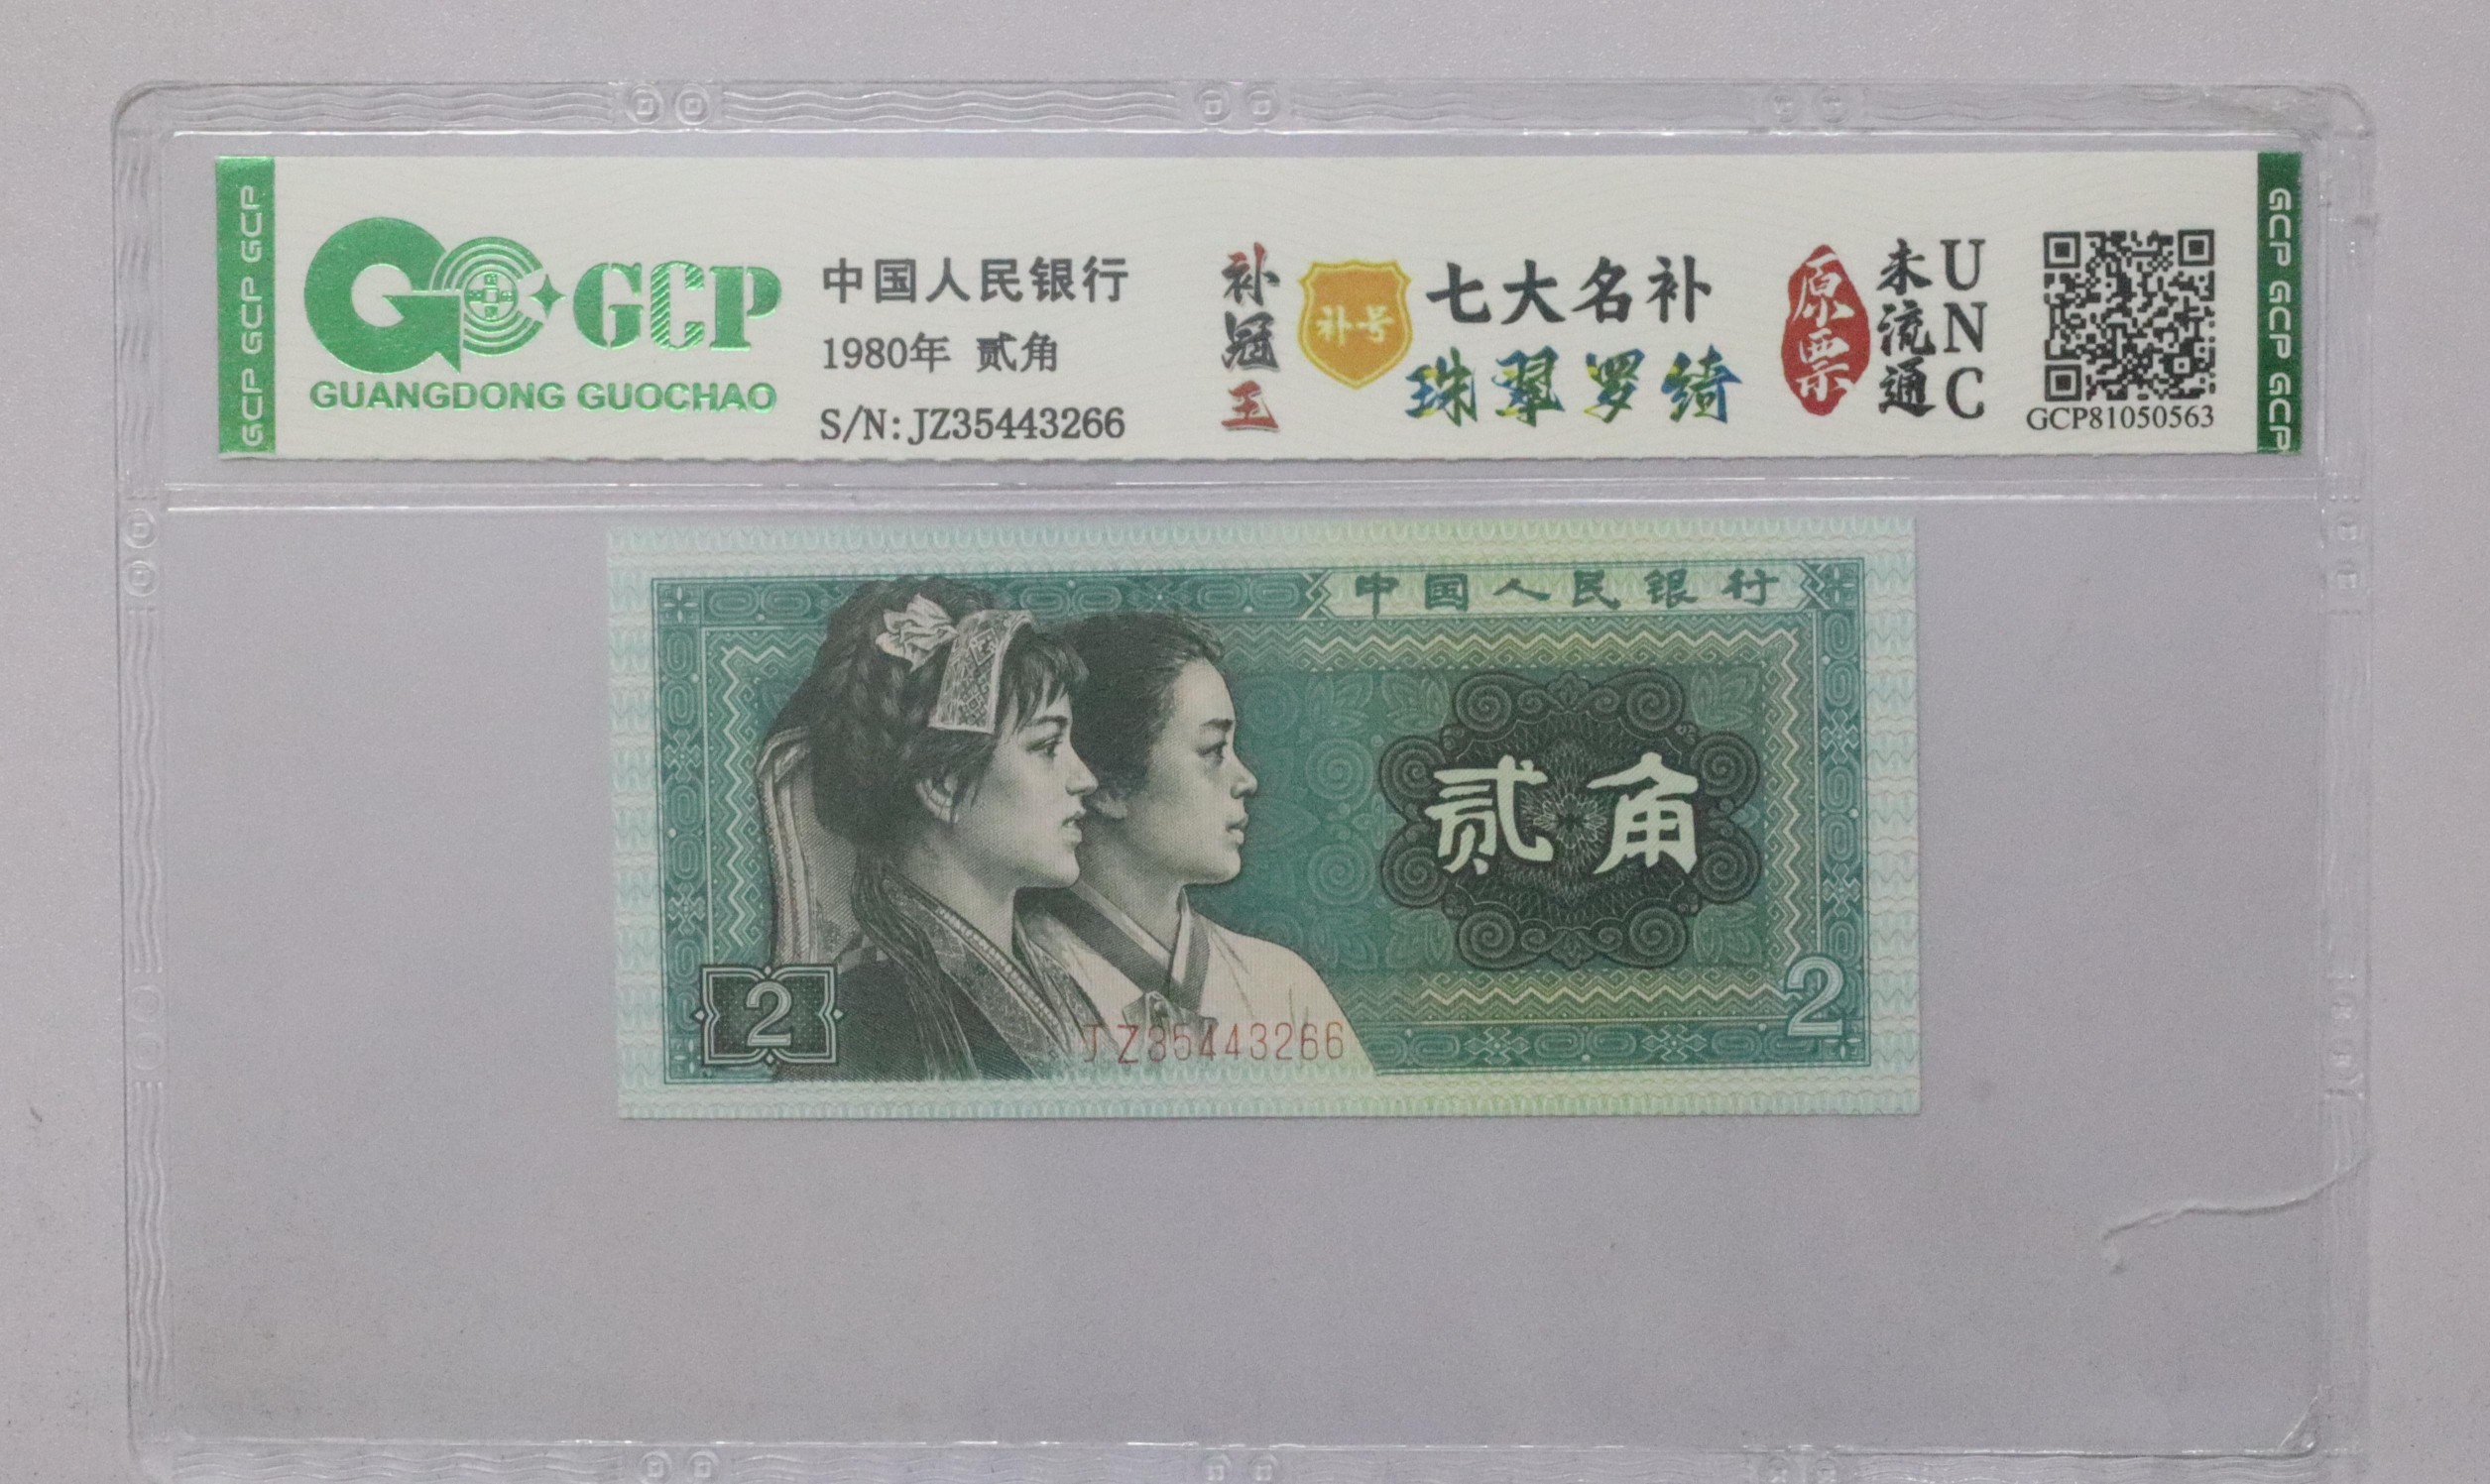 GCP GCP GCP
GCP
GUANGDONG GUOCHAO
中国人民银行
1980年 贰角
S/N:JZ35443266
补冠王
补号
七大名补
珠翠罗绮
原票
未流通
UNC
GCP81050563
GCP GCP GCP
中国人民银行
贰角
2
2
JZ35443266